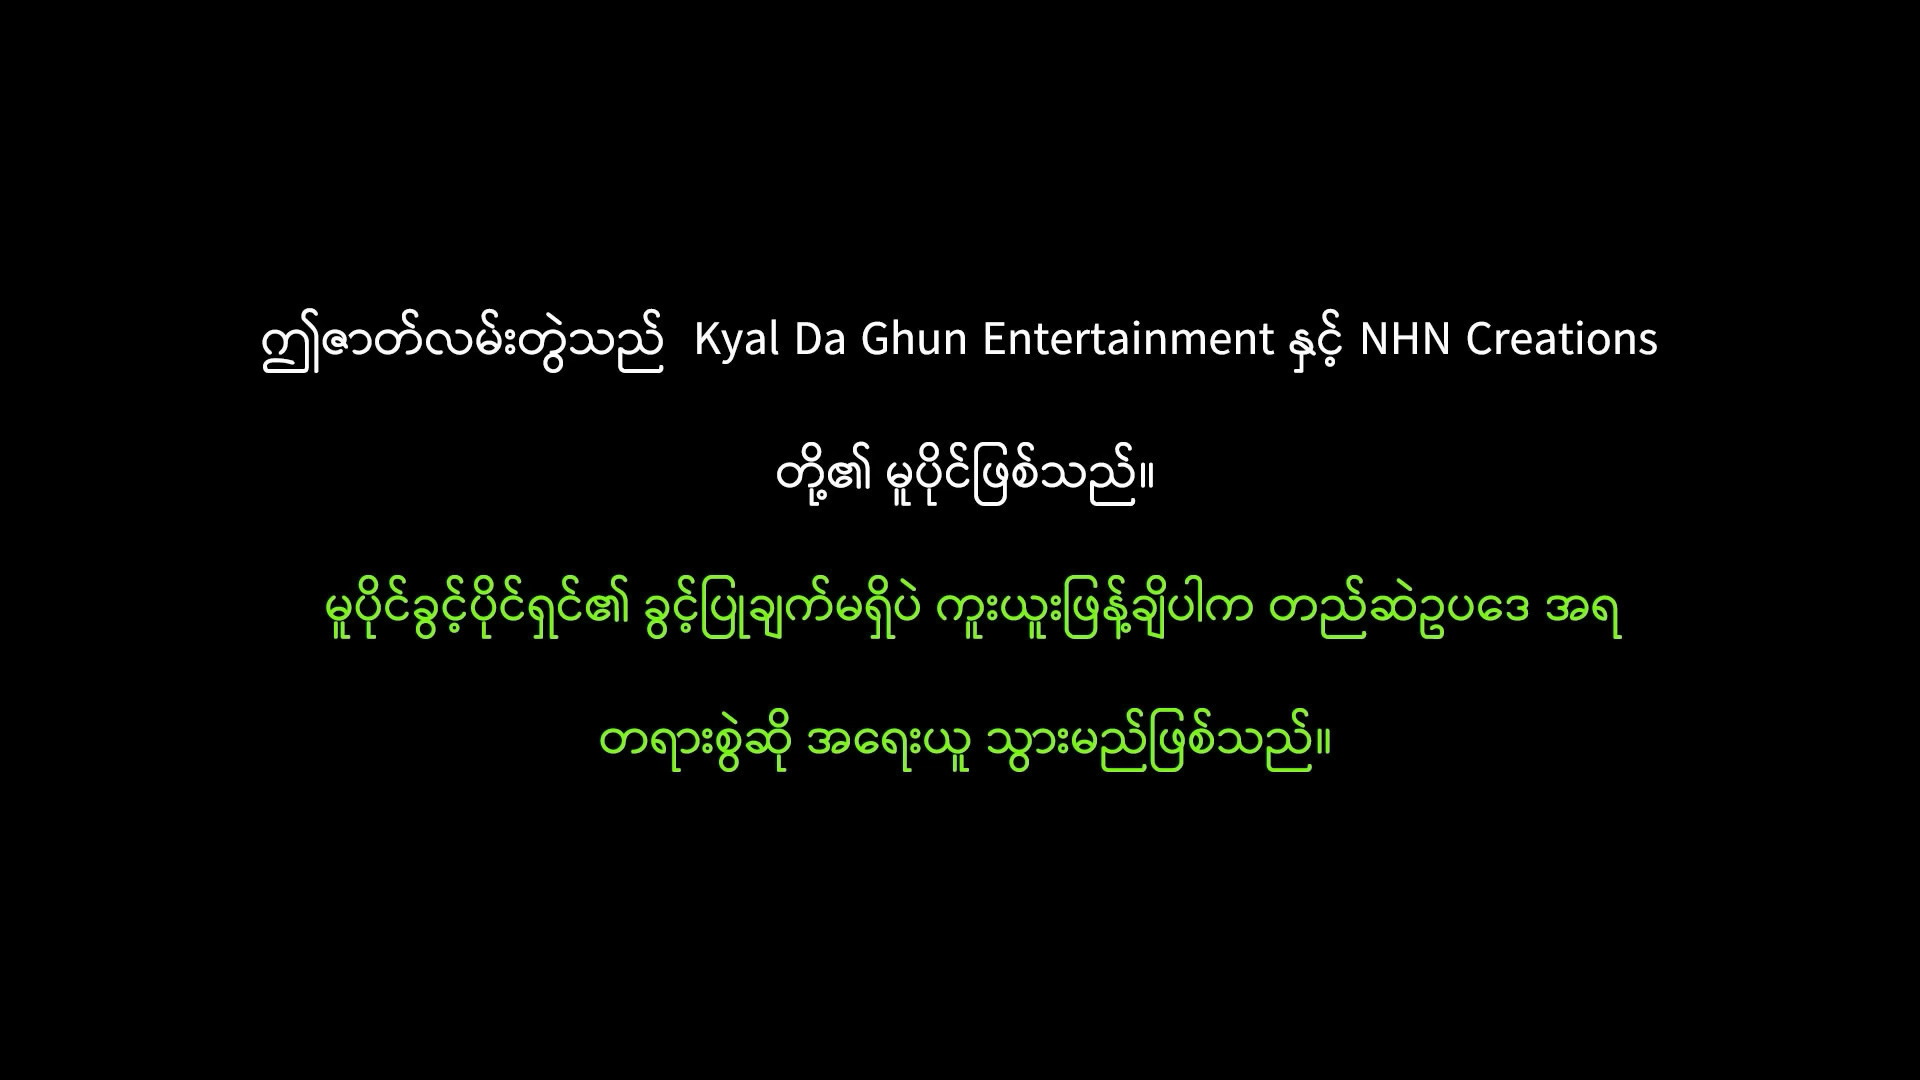 ဤဇာတ်လမ်းတွဲသည် Kyal Da Ghun Entertainment နှင့် NHN Creations
တို့၏ မူပိုင်ဖြစ်သည်။
မူပိုင်ခွင့်ပိုင်ရှင်၏ ခွင့်ပြုချက်မရှိပဲ ကူးယူးဖြန့်ချိပါက တည်ဆဲဥပဒေ အရ
တရားစွဲဆို အရေးယူ သွားမည်ဖြစ်သည်။